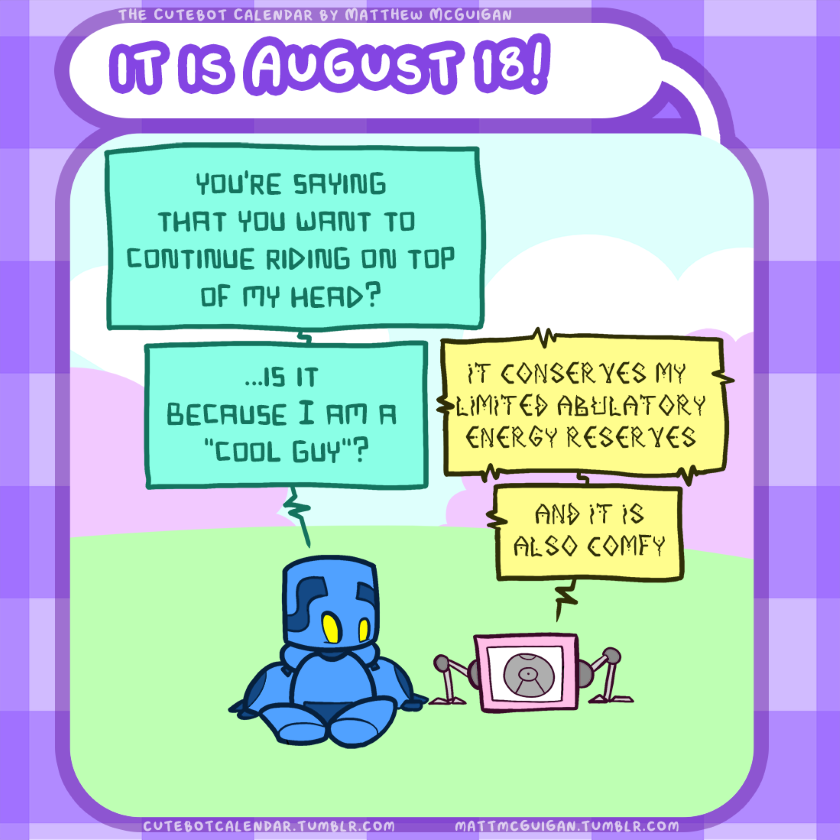 THE CUTEBOT CALENDAR BY MATTHEW MCGUIGAN
IT IS AUGUST 18!
YOU'RE SAYING
THAT YOU WANT TO
CONTINUE RIDING ON TOP
OF MY HEAD?
...IS IT
BECAUSE I AM A
"COOL GUY"?
IT CONSERVES MY
LIMITED ABULATORY
ENERGY RESERVES
AND IT IS
ALSO COMFY
CUTEBOTCALENDAR.TUMBLR.COM
MATTMCGUIGAN.TUMBLR.COM